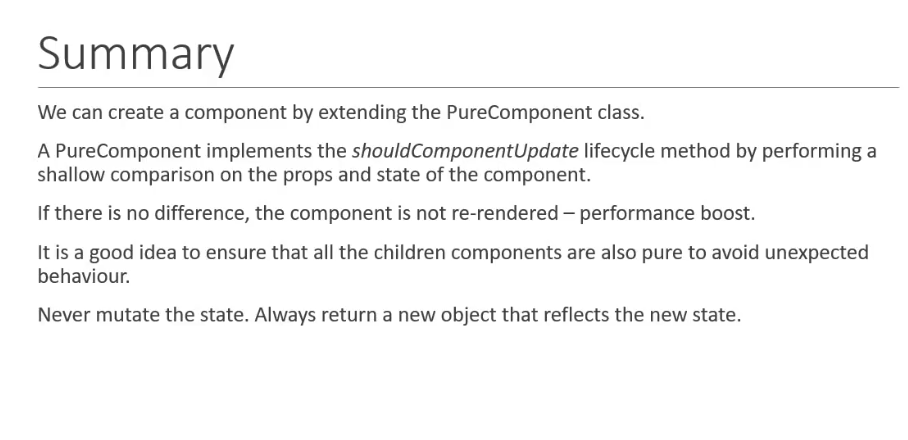 Summary
We can create a component by extending the PureComponent class.
A PureComponent implements the shouldComponentUpdate lifecycle method by performing a
shallow comparison on the props and state of the component.
If there is no difference, the component is not re-rendered – performance boost.
It is a good idea to ensure that all the children components are also pure to avoid unexpected
behaviour.
Never mutate the state. Always return a new object that reflects the new state.